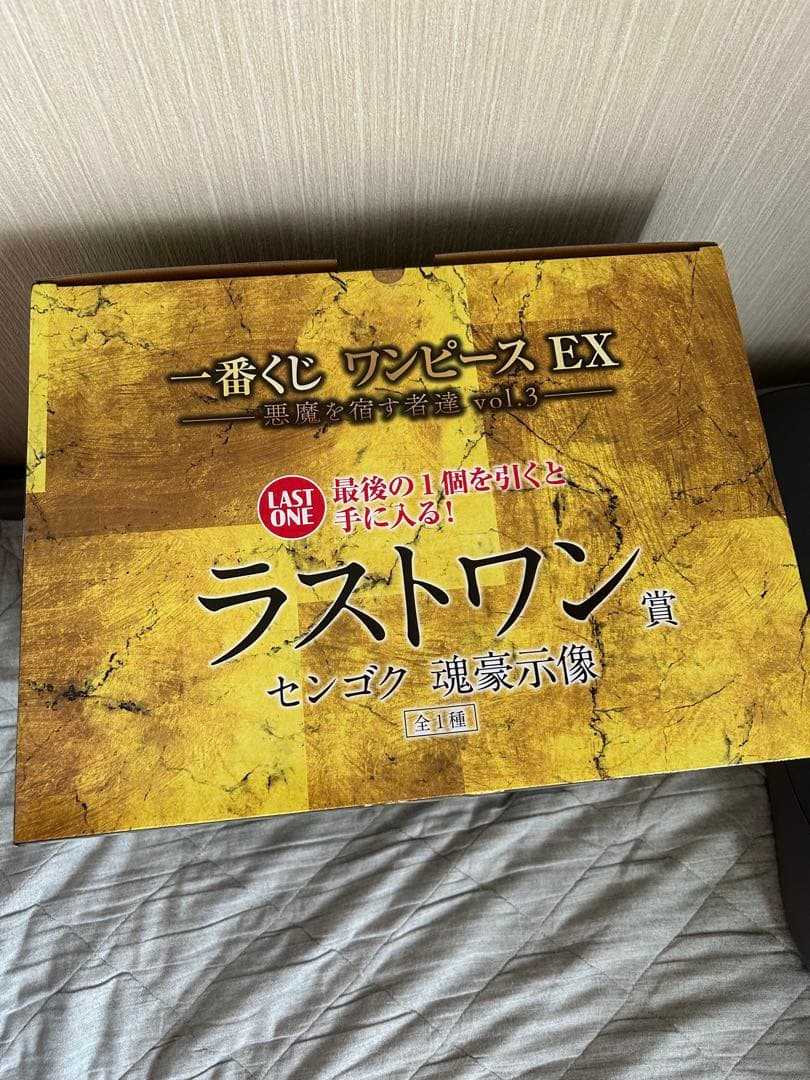 一番くじ ワンピース EX
悪魔を宿す者達 vol.3
LAST
ONE
最後の1個を引くと
手に入る!
ラストワン賞
センゴク 魂豪示像
全1種